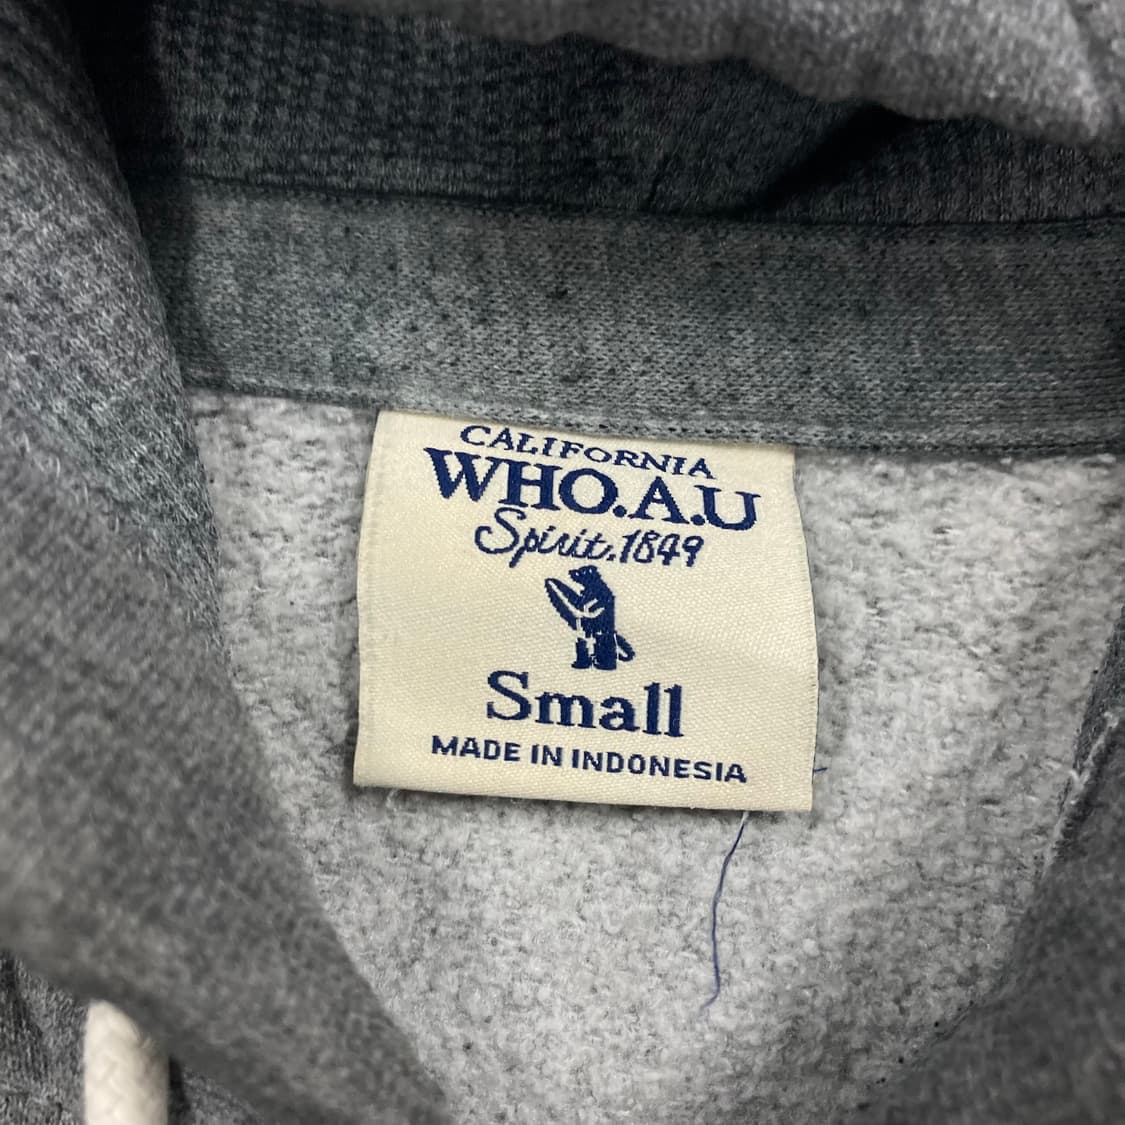 CALIFORNIA
WHO.A.U
Spirit.1849
Small
MADE IN INDONESIA